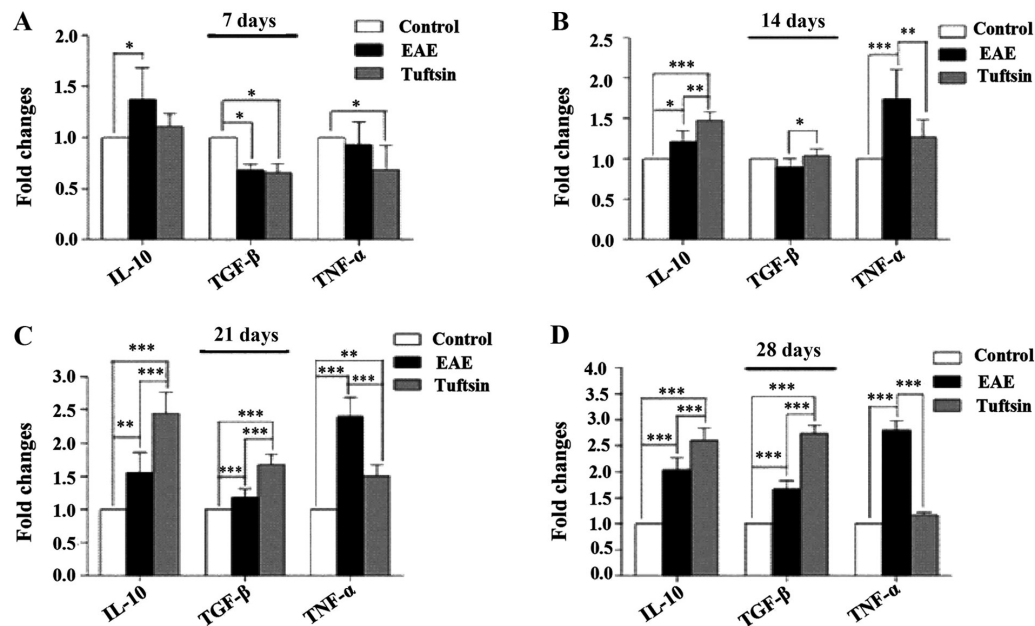 A
7 days
Control
EAE
Tuftsin
Fold changes
2.0
1.5
1.0
0.5
0.0
*
*
*
*
IL-10
TGF-β
TNF-α
B
14 days
Control
EAE
Tuftsin
Fold changes
2.5
2.0
1.5
1.0
0.5
0.0
***
*
**
*
***
**
IL-10
TGF-β
TNF-α
C
21 days
Control
EAE
Tuftsin
Fold changes
3.0
2.5
2.0
1.5
1.0
0.5
0.0
***
***
**
***
***
***
**
***
***
IL-10
TGF-β
TNF-α
D
28 days
Control
EAE
Tuftsin
Fold changes
4.0
3.5
3.0
2.5
2.0
1.5
1.0
0.5
0.0
***
***
***
***
***
***
***
***
IL-10
TGF-β
TNF-α